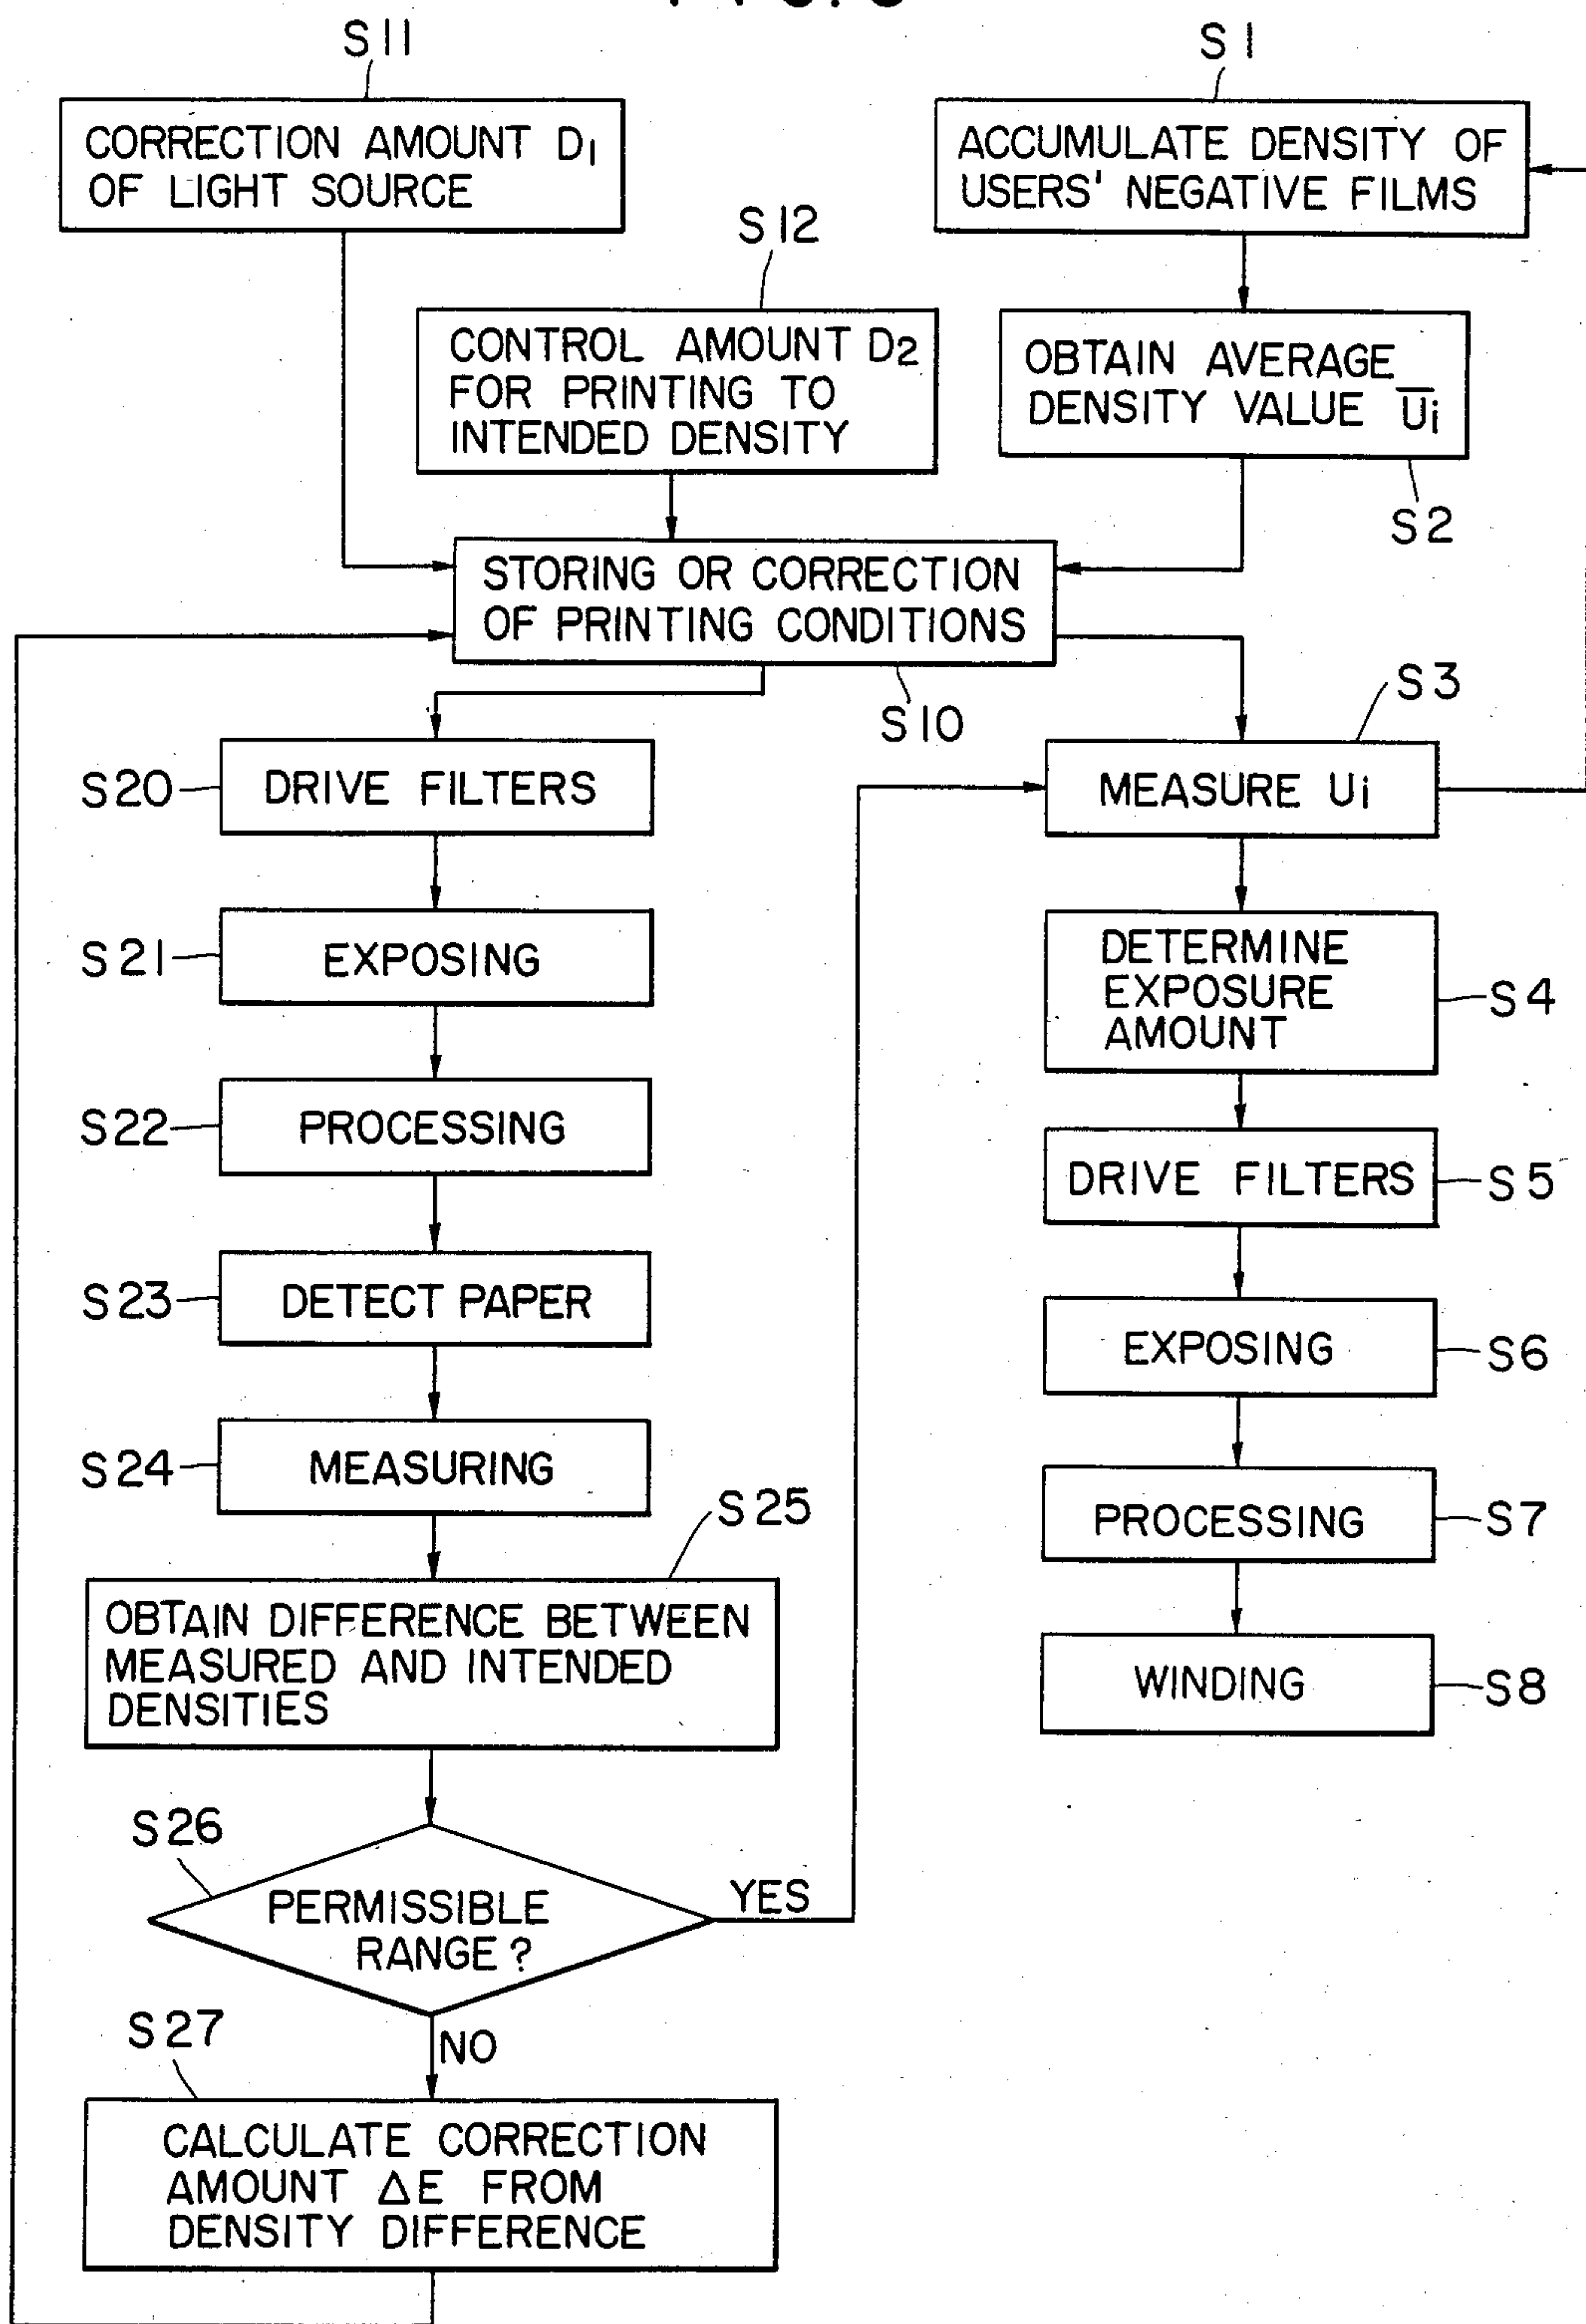 S11
CORRECTION AMOUNT D1
OF LIGHT SOURCE
S12
CONTROL AMOUNT D2
FOR PRINTING TO
INTENDED DENSITY
S1
ACCUMULATE DENSITY OF
USERS' NEGATIVE FILMS
OBTAIN AVERAGE
DENSITY VALUE U̅i
S2
STORING OR CORRECTION
OF PRINTING CONDITIONS
S10
S20
DRIVE FILTERS
S21
EXPOSING
S22
PROCESSING
S23
DETECT PAPER
S24
MEASURING
S25
OBTAIN DIFFERENCE BETWEEN
MEASURED AND INTENDED
DENSITIES
S26
PERMISSIBLE
RANGE?
YES
NO
S27
CALCULATE CORRECTION
AMOUNT ΔE FROM
DENSITY DIFFERENCE
S3
MEASURE Ui
DETERMINE
EXPOSURE
AMOUNT
S4
DRIVE FILTERS
S5
EXPOSING
S6
PROCESSING
S7
WINDING
S8